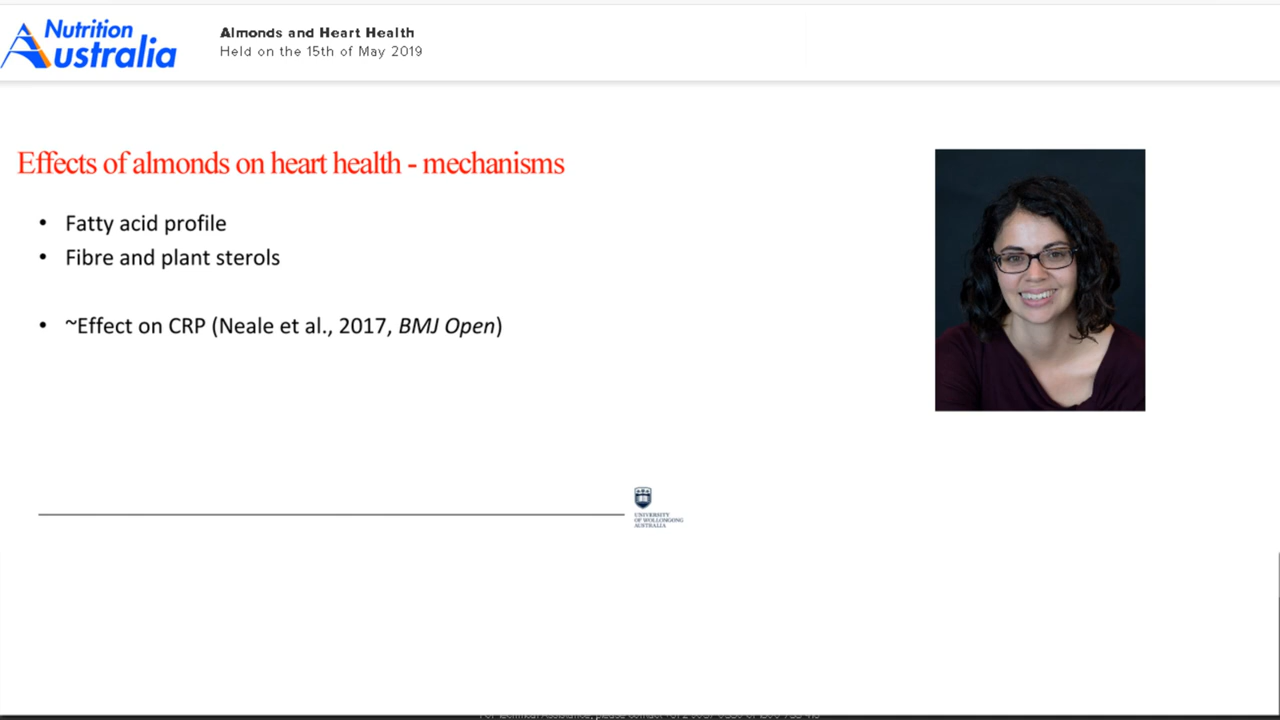 Nutrition
Australia
Almonds and Heart Health
Held on the 15th of May 2019
Effects of almonds on heart health - mechanisms
• Fatty acid profile
• Fibre and plant sterols
• ~Effect on CRP (Neale et al., 2017, BMJ Open)
UNIVERSITY
OF WOLLONGONG
AUSTRALIA